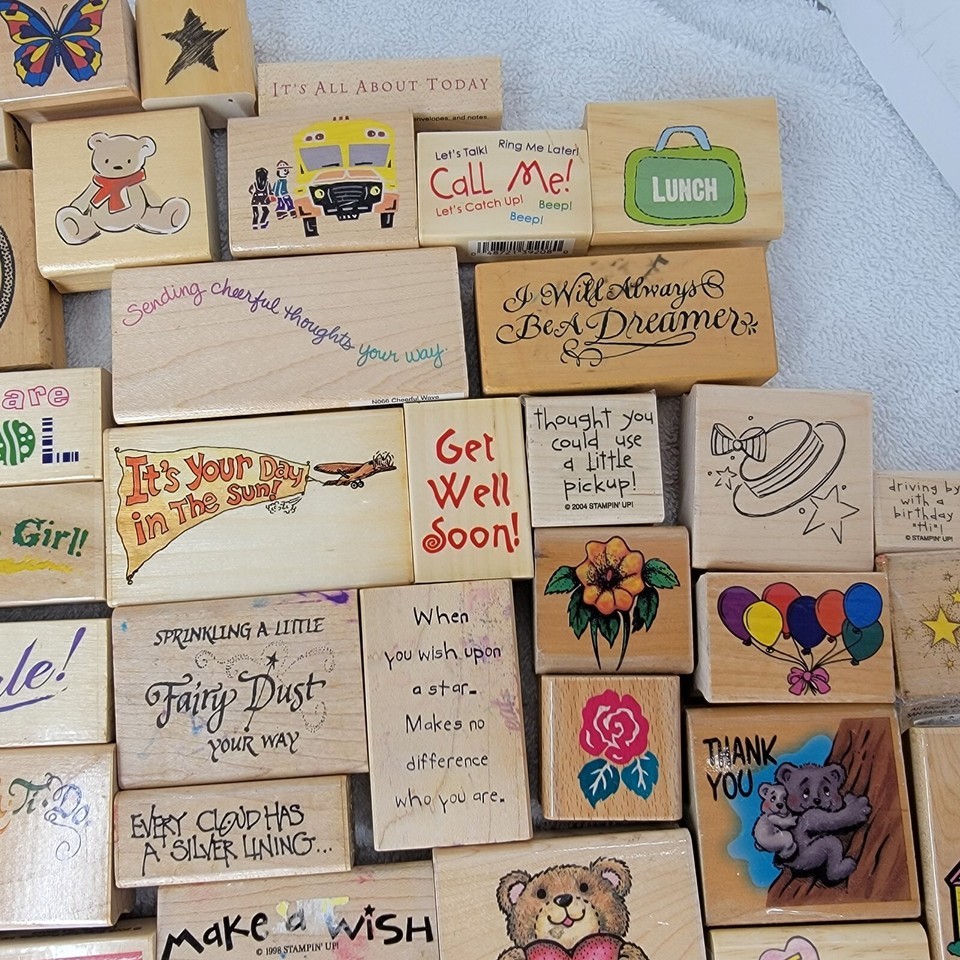 It's All About Today
envelopes, and notes
Let's Talk!
Ring Me Later!
Call Me!
Let's Catch Up!
Beep!
Beep!
LUNCH
Sending cheerful thoughts your way.
N066 Cheerful Wave
I Will Always
Be A Dreamer
are
It's Your Day
in The Sun!
Get
Well
Soon!
thought you
could use
a little
pickup!
© 2004 STAMPIN' UP!
driving by
with a
birthday
"Hi"!
© STAMPIN' UP!
Girl!
SPRINKLING A LITTLE
Fairy Dust
YOUR WAY
When
you wish upon
a star...
Makes no
difference
who you are.
THANK
YOU
EVERY CLOUD HAS
A SILVER LINING...
make a wish
© 1998 STAMPIN' UP!